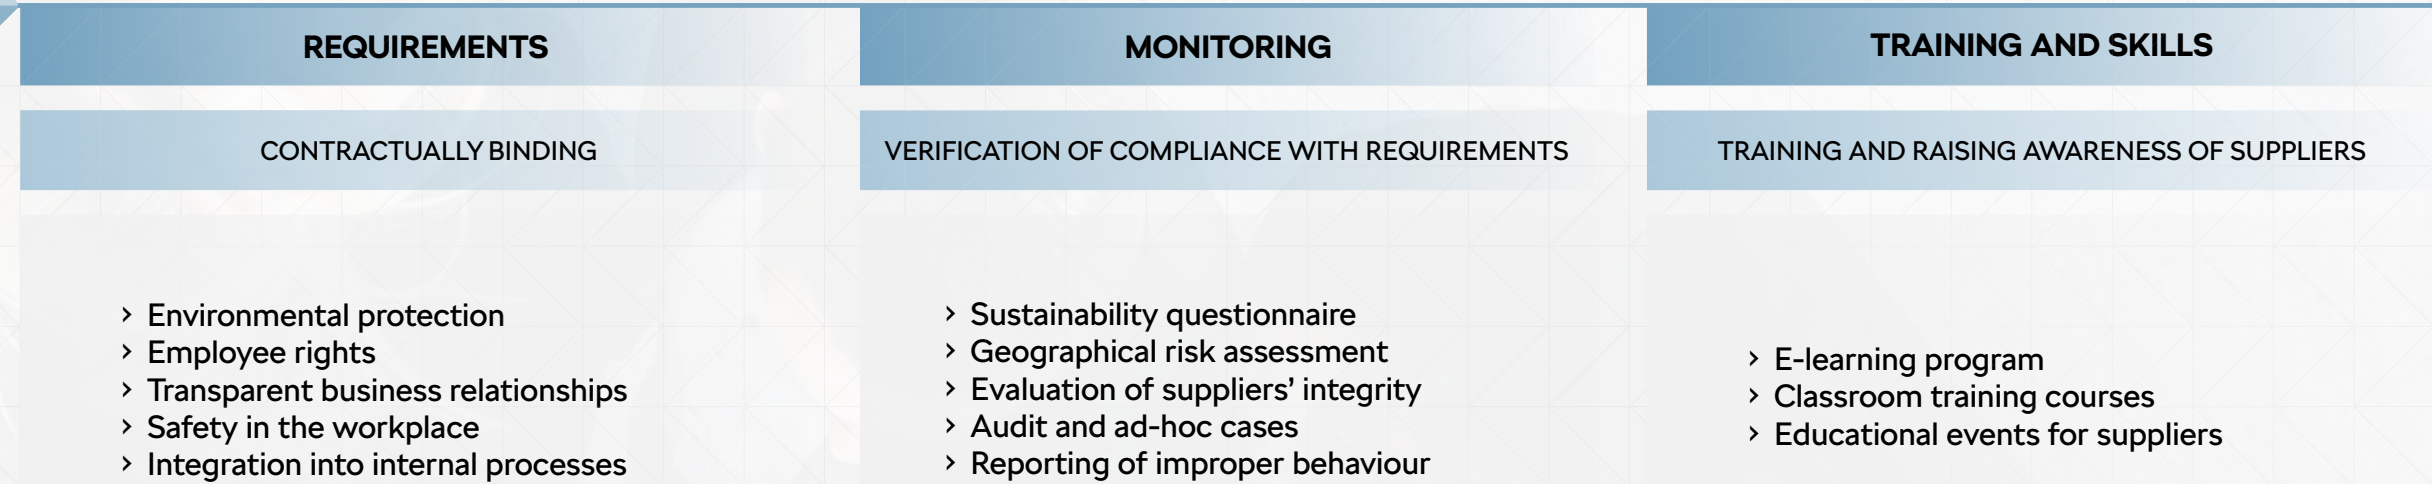 REQUIREMENTS
CONTRACTUALLY BINDING
› Environmental protection
› Employee rights
› Transparent business relationships
› Safety in the workplace
› Integration into internal processes
MONITORING
VERIFICATION OF COMPLIANCE WITH REQUIREMENTS
› Sustainability questionnaire
› Geographical risk assessment
› Evaluation of suppliers’ integrity
› Audit and ad-hoc cases
› Reporting of improper behaviour
TRAINING AND SKILLS
TRAINING AND RAISING AWARENESS OF SUPPLIERS
› E-learning program
› Classroom training courses
› Educational events for suppliers